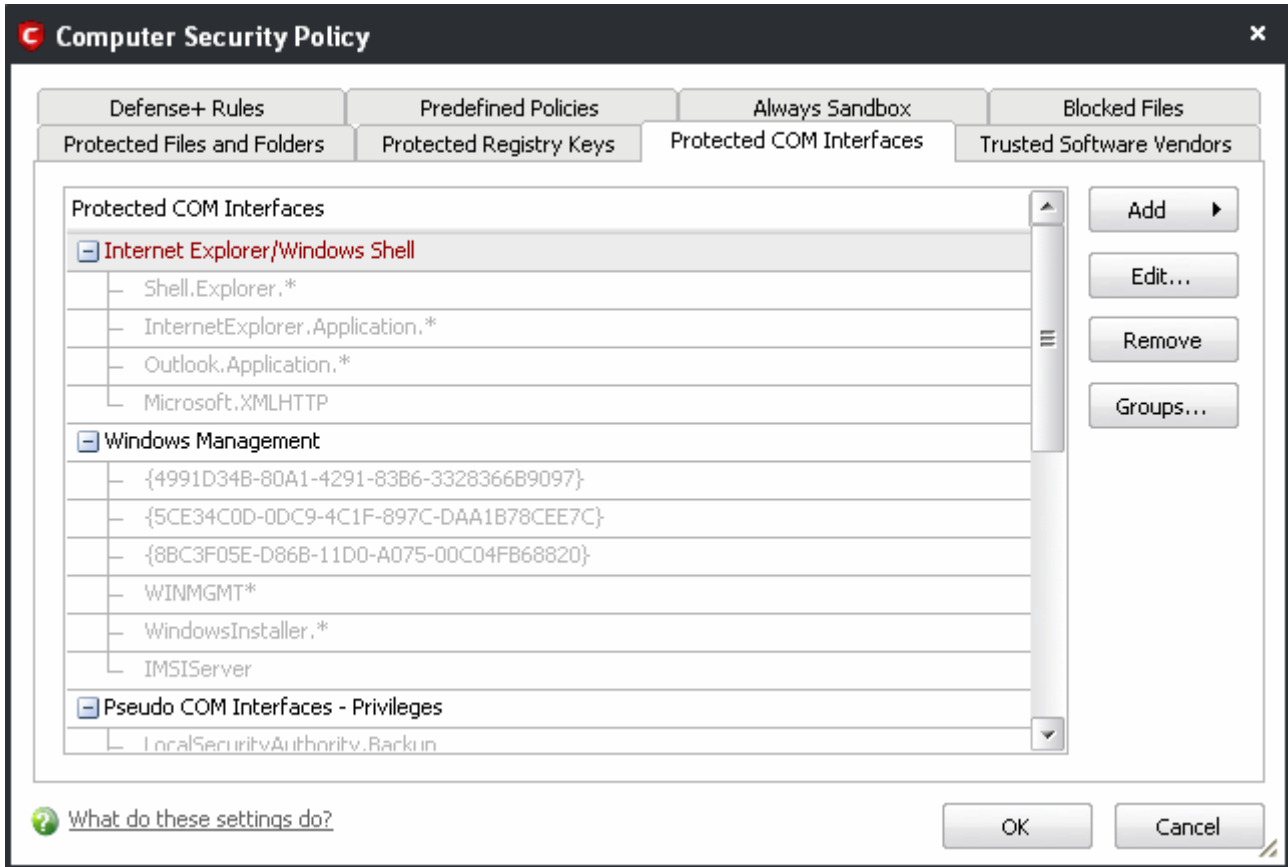 C Computer Security Policy
Defense+ Rules Predefined Policies Always Sandbox Blocked Files
Protected Files and Folders Protected Registry Keys Protected COM Interfaces Trusted Software Vendors
Protected COM Interfaces
Add
Internet Explorer/Windows Shell
Shell.Explorer.*
Edit...
InternetExplorer.Application.*
Remove
Outlook.Application.*
Microsoft.XMLHTTP
Groups...
Windows Management
{4991D34B-80A1-4291-83B6-3328366B9097}
{5CE34C0D-0DC9-4C1F-897C-DAA1B78CEE7C}
{8BC3F05E-D86B-11D0-A075-00C04FB68820}
WINMGMT*
WindowsInstaller.*
IMSIServer
Pseudo COM Interfaces - Privileges
LocalSecurityAuthority.Backup
What do these settings do?
OK Cancel